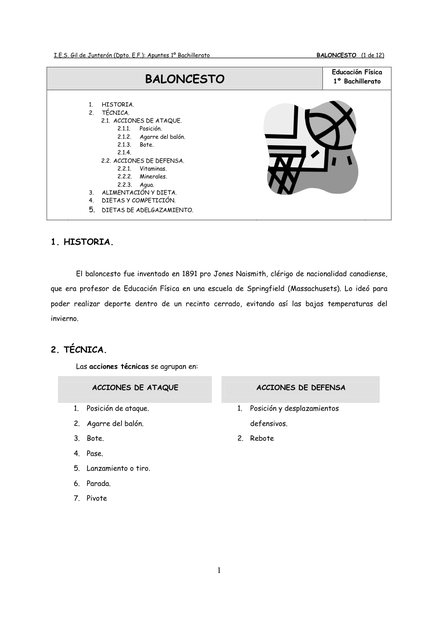 I.E.S. Gil de Junterón (Dpto. E.F.): Apuntes 1º Bachillerato BALONCESTO (1 de 12)
BALONCESTO
Educación Física
1º Bachillerato
1. HISTORIA.
2. TÉCNICA.
2.1. ACCIONES DE ATAQUE.
2.1.1. Posición.
2.1.2. Agarre del balón.
2.1.3. Bote.
2.1.4.
2.2. ACCIONES DE DEFENSA.
2.2.1. Vitaminas.
2.2.2. Minerales.
2.2.3. Agua.
3. ALIMENTACIÓN Y DIETA.
4. DIETAS Y COMPETICIÓN.
5. DIETAS DE ADELGAZAMIENTO.
1. HISTORIA.
El baloncesto fue inventado en 1891 pro Jones Naismith, clérigo de nacionalidad canadiense,
que era profesor de Educación Física en una escuela de Springfield (Massachusets). Lo ideó para
poder realizar deporte dentro de un recinto cerrado, evitando así las bajas temperaturas del
invierno.
2. TÉCNICA.
Las acciones técnicas se agrupan en:
ACCIONES DE ATAQUE
1. Posición de ataque.
2. Agarre del balón.
3. Bote.
4. Pase.
5. Lanzamiento o tiro.
6. Parada.
7. Pivote
ACCIONES DE DEFENSA
1. Posición y desplazamientos
defensivos.
2. Rebote
1